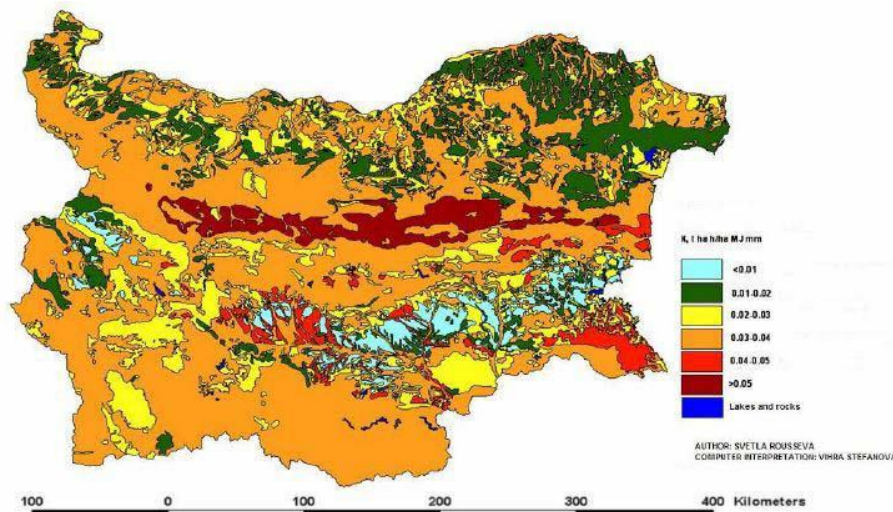 K, t ha h/ha MJ mm
<0.01
0.01-0.02
0.02-0.03
0.03-0.04
0.04-0.05
>0.05
Lakes and rocks
AUTHOR: SVETLA ROUSSEVA
COMPUTER INTERPRETATION: VIHRA STEFANOVA
100 0 100 200 300 400 Kilometers